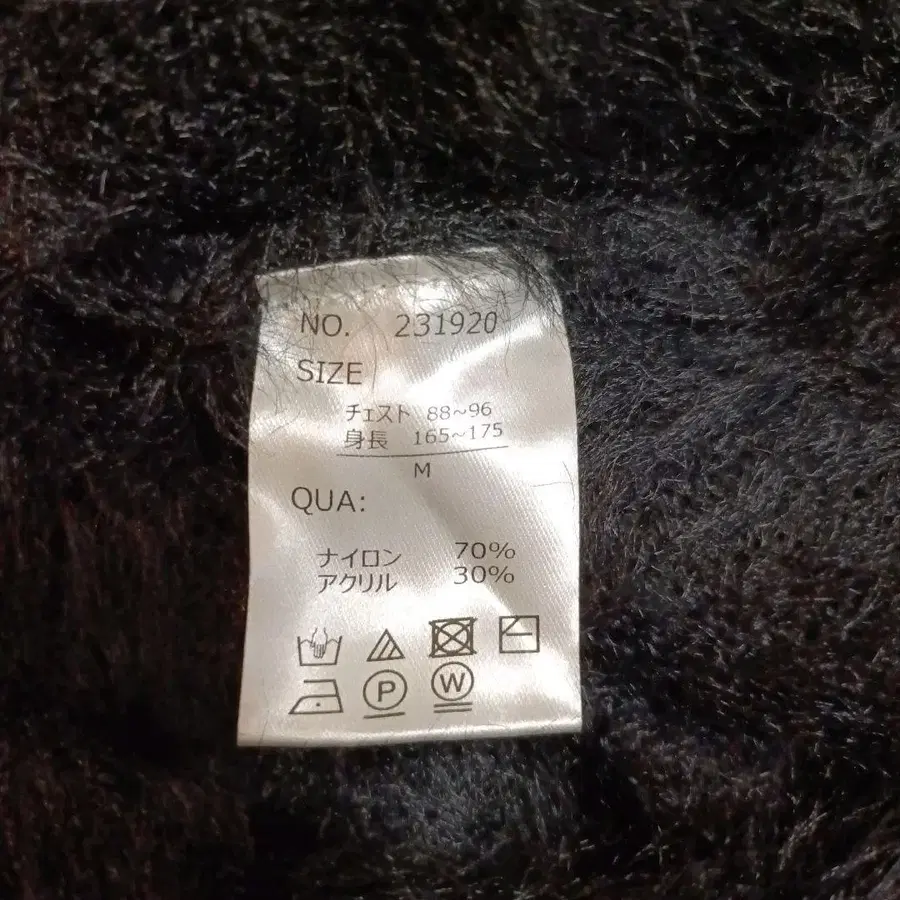 NO. 231920
SIZE
チェスト 88~96
身長 165~175
M
QUA:
ナイロン 70%
アクリル 30%
P W